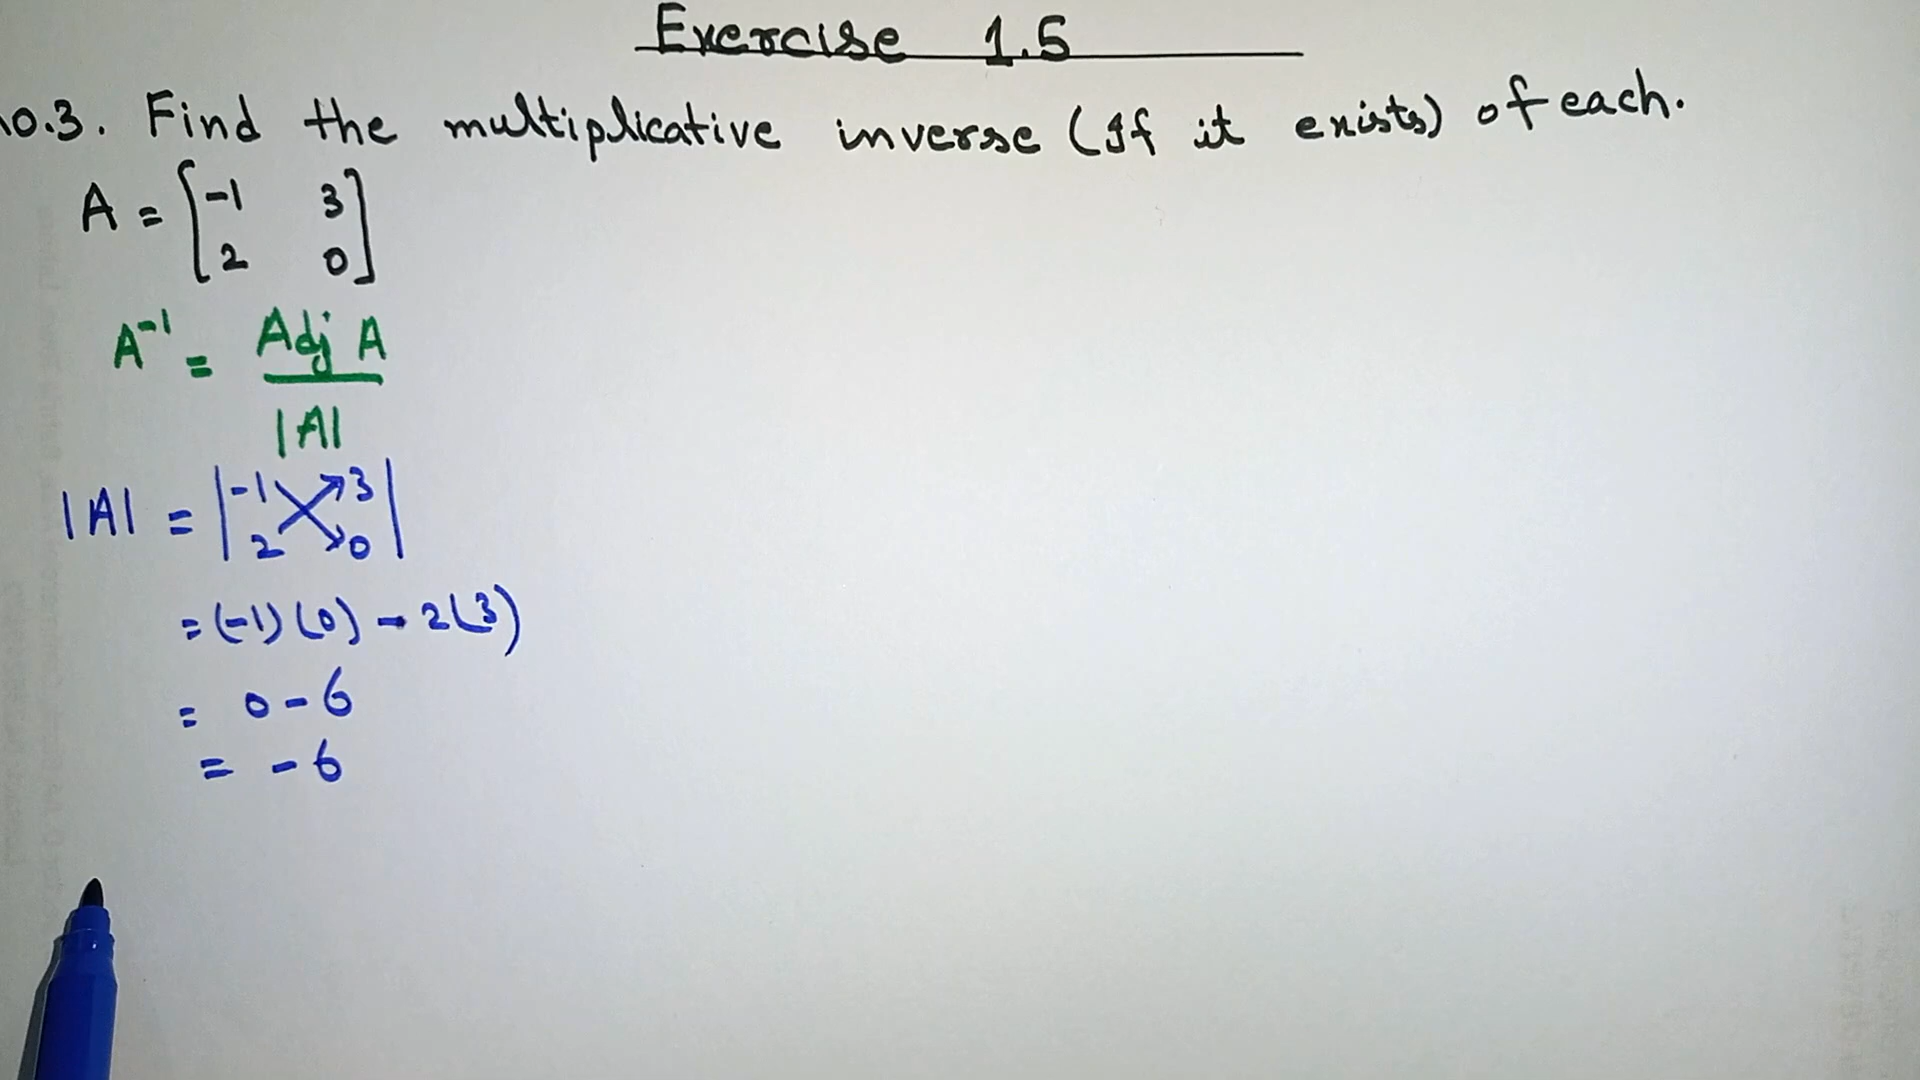 Exercise 1.5
10.3. Find the multiplicative inverse (If it exists) of each.
A = [-1 3
2 0]
A⁻¹ = Adj A
|A|
|A| = |-1 3
2 0|
= (-1)(0) - 2(3)
= 0 - 6
= - 6